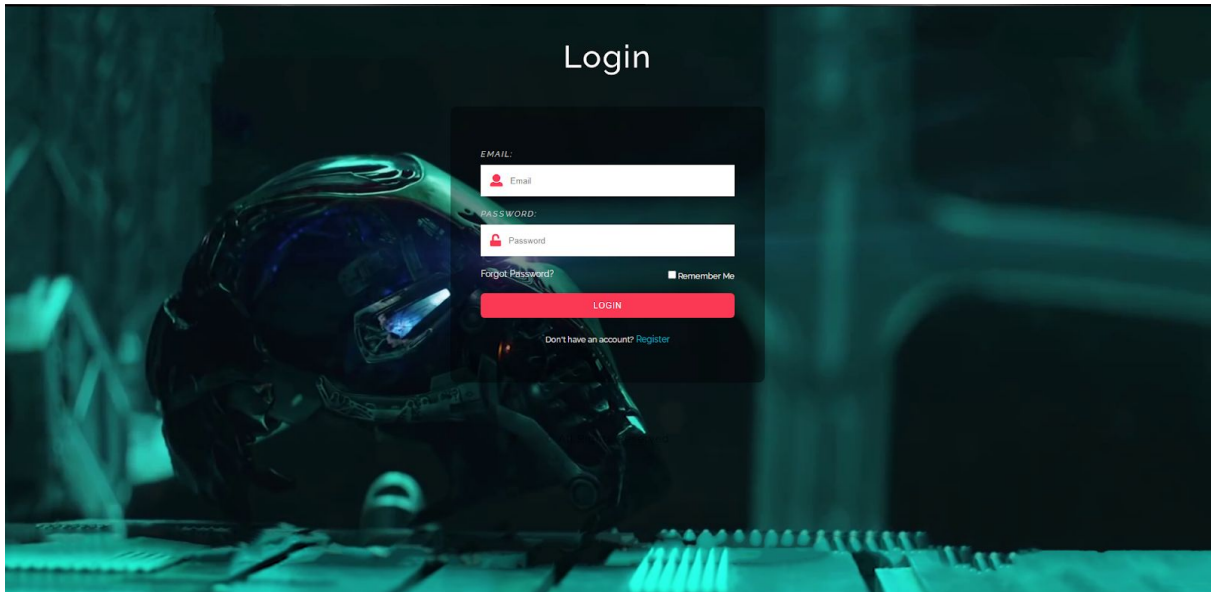 Login
EMAIL:
Email
PASSWORD:
Password
Forgot Password? Remember Me
LOGIN
Don't have an account? Register